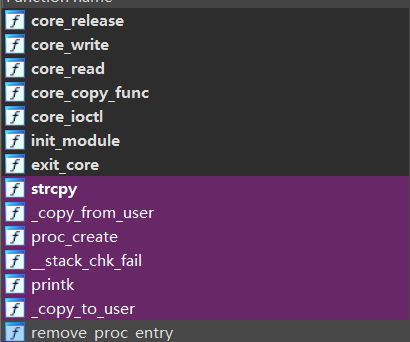 Function name
core_release
core_write
core_read
core_copy_func
core_ioctl
init_module
exit_core
strcpy
_copy_from_user
proc_create
__stack_chk_fail
printk
_copy_to_user
remove_proc_entry